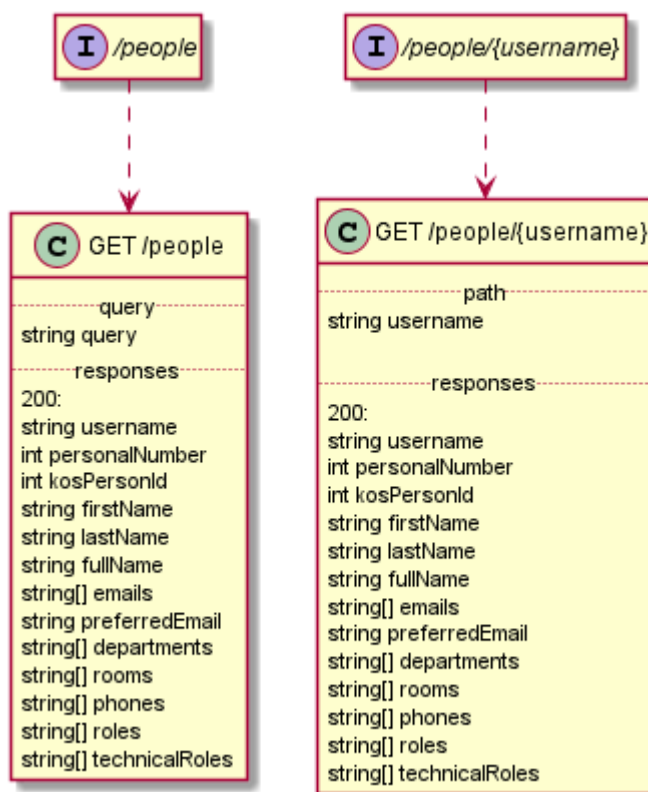 I /people
C GET /people
query
string query
responses
200:
string username
int personalNumber
int kosPersonId
string firstName
string lastName
string fullName
string[] emails
string preferredEmail
string[] departments
string[] rooms
string[] phones
string[] roles
string[] technicalRoles
I /people/{username}
C GET /people/{username}
path
string username
responses
200:
string username
int personalNumber
int kosPersonId
string firstName
string lastName
string fullName
string[] emails
string preferredEmail
string[] departments
string[] rooms
string[] phones
string[] roles
string[] technicalRoles